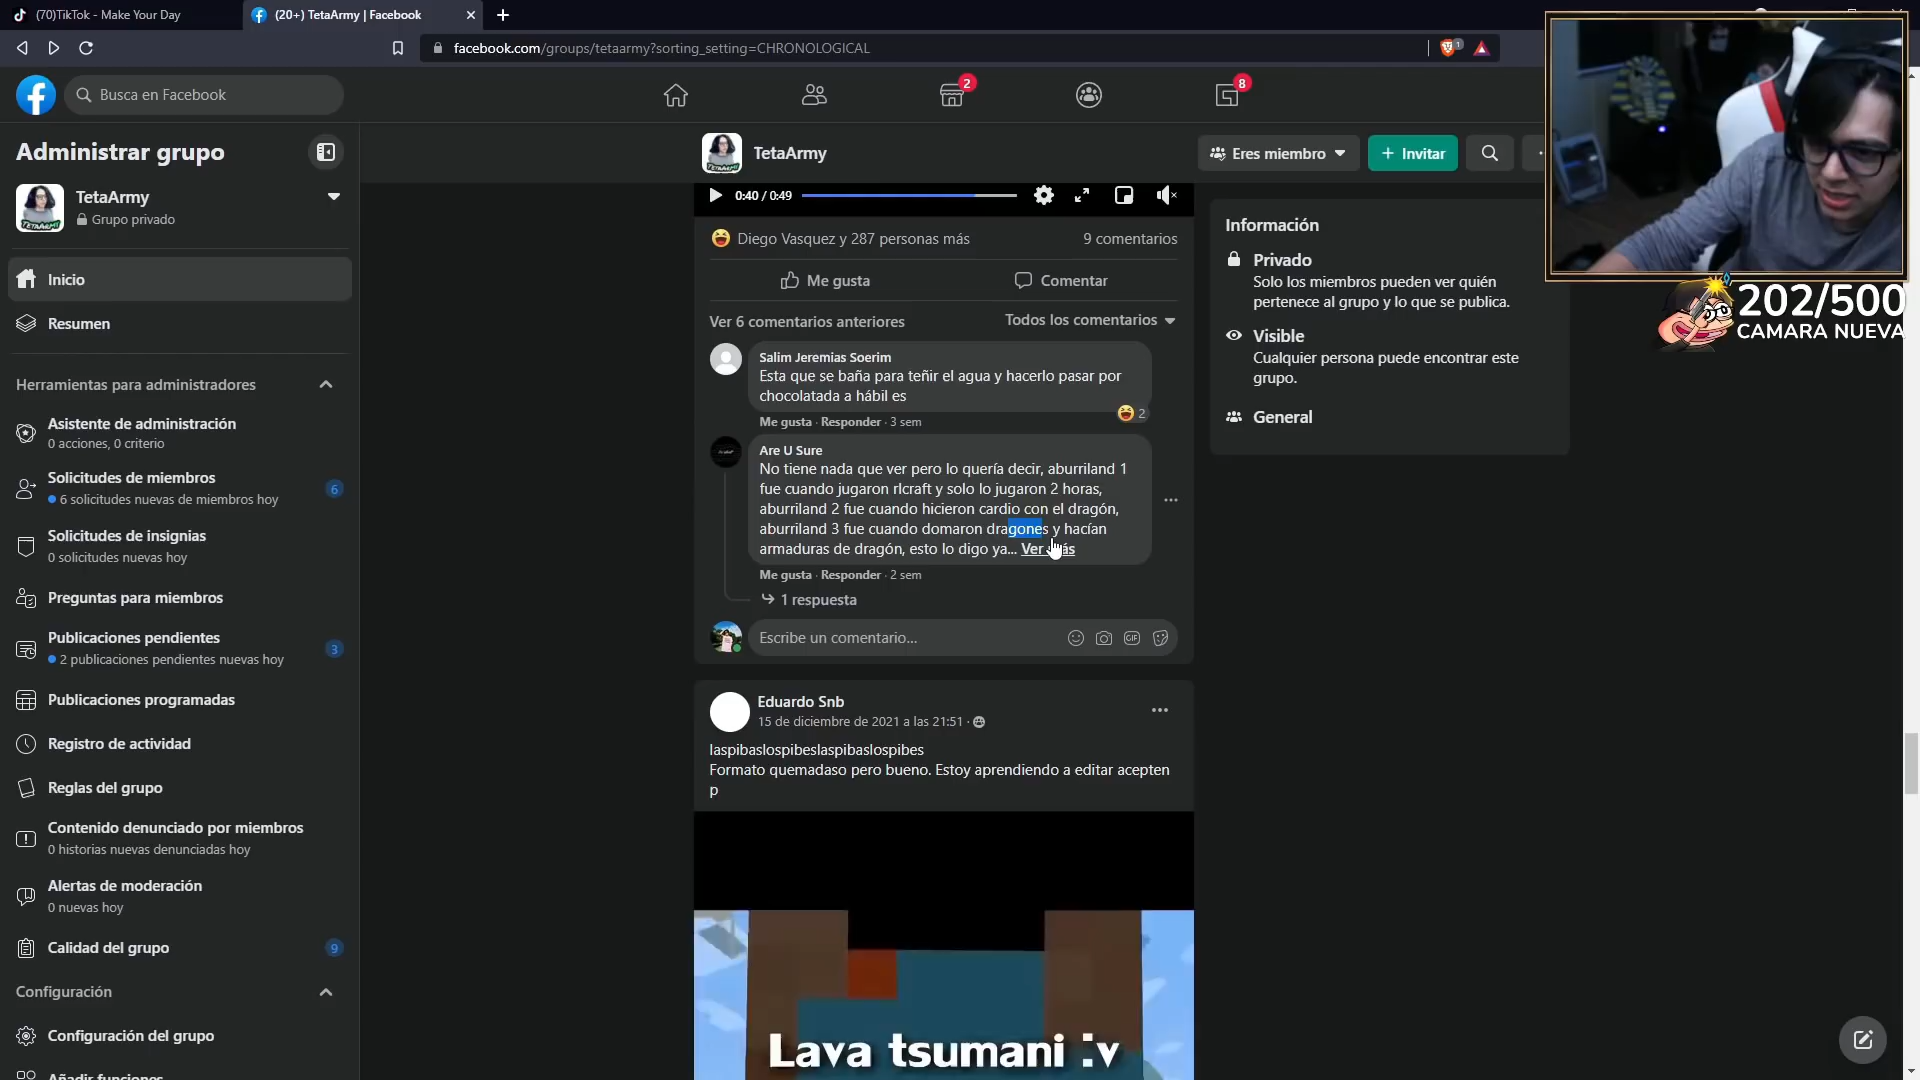 (70)TikTok - Make Your Day
(20+) TetaArmy | Facebook
facebook.com/groups/tetaarmy?sorting_setting=CHRONOLOGICAL
1
Busca en Facebook
2
8
Administrar grupo
TetaArmy
Grupo privado
Inicio
Resumen
Herramientas para administradores
Asistente de administración
0 acciones, 0 criterio
Solicitudes de miembros
6 solicitudes nuevas de miembros hoy
6
Solicitudes de insignias
0 solicitudes nuevas hoy
Preguntas para miembros
Publicaciones pendientes
2 publicaciones pendientes nuevas hoy
3
Publicaciones programadas
Registro de actividad
Reglas del grupo
Contenido denunciado por miembros
0 historias nuevas denunciadas hoy
Alertas de moderación
0 nuevas hoy
Calidad del grupo
9
Configuración
Configuración del grupo
Añadir funciones
TetaArmy
Eres miembro
+ Invitar
0:40 / 0:49
Diego Vasquez y 287 personas más
9 comentarios
Me gusta
Comentar
Ver 6 comentarios anteriores
Todos los comentarios
Salim Jeremias Soerim
Esta que se baña para teñir el agua y hacerlo pasar por
chocolatada a hábil es
2
Me gusta · Responder · 3 sem
Are U Sure
No tiene nada que ver pero lo quería decir, aburriland 1
fue cuando jugaron rlcraft y solo lo jugaron 2 horas,
aburriland 2 fue cuando hicieron cardio con el dragón,
aburriland 3 fue cuando domaron dragones y hacían
armaduras de dragón, esto lo digo ya... Ver más
Me gusta · Responder · 2 sem
1 respuesta
Escribe un comentario...
GIF
Eduardo Snb
15 de diciembre de 2021 a las 21:51 ·
laspibaslospibeslaspibaslospibes
Formato quemadaso pero bueno. Estoy aprendiendo a editar acepten
p
Lava tsumani :v
Información
Privado
Solo los miembros pueden ver quién
pertenece al grupo y lo que se publica.
Visible
Cualquier persona puede encontrar este
grupo.
General
202/500
CAMARA NUEVA